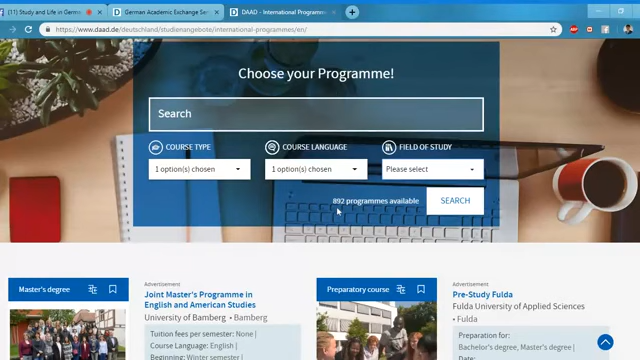 (11) Study and Life in Germ
German Academic Exchange Se
DAAD - International Programm
https://www.daad.de/deutschland/studienangebote/international-programmes/en/
Choose your Programme!
Search
COURSE TYPE
COURSE LANGUAGE
FIELD OF STUDY
1 option(s) chosen
1 option(s) chosen
Please select
892 programmes available
SEARCH
Master's degree
Advertisement
Joint Master's Programme in
English and American Studies
University of Bamberg • Bamberg
Tuition fees per semester: None |
Course Language: English |
Beginning: Winter semester |
Preparatory course
Advertisement
Pre-Study Fulda
Fulda University of Applied Sciences
• Fulda
Preparation for:
Bachelor's degree, Master's degree |
Date: